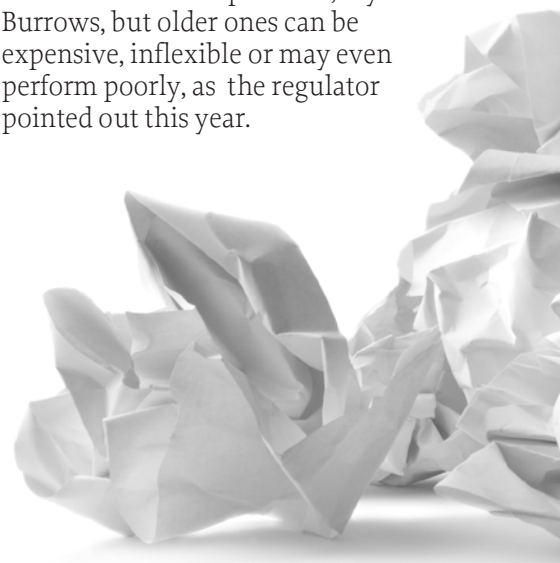 Burrows, but older ones can be
expensive, inflexible or may even
perform poorly, as the regulator
pointed out this year.